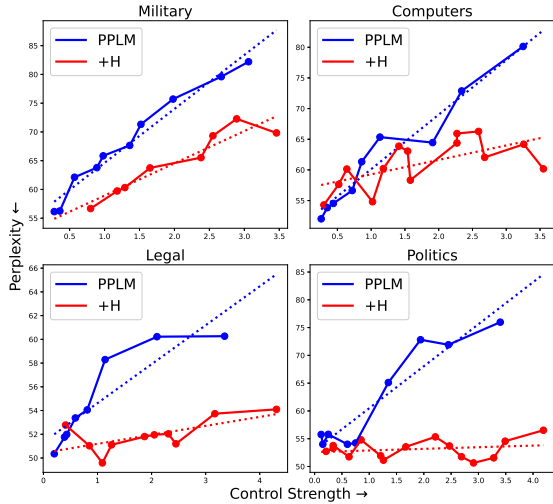 Military
PPLM
+H
85
80
75
70
65
60
55
0.5 1.0 1.5 2.0 2.5 3.0 3.5
Computers
PPLM
+H
80
75
70
65
60
55
0.5 1.0 1.5 2.0 2.5 3.0 3.5
Perplexity ←
Legal
PPLM
+H
66
64
62
60
58
56
54
52
50
0 1 2 3 4
Politics
PPLM
+H
85
80
75
70
65
60
55
50
0.0 0.5 1.0 1.5 2.0 2.5 3.0 3.5 4.0
Control Strength →